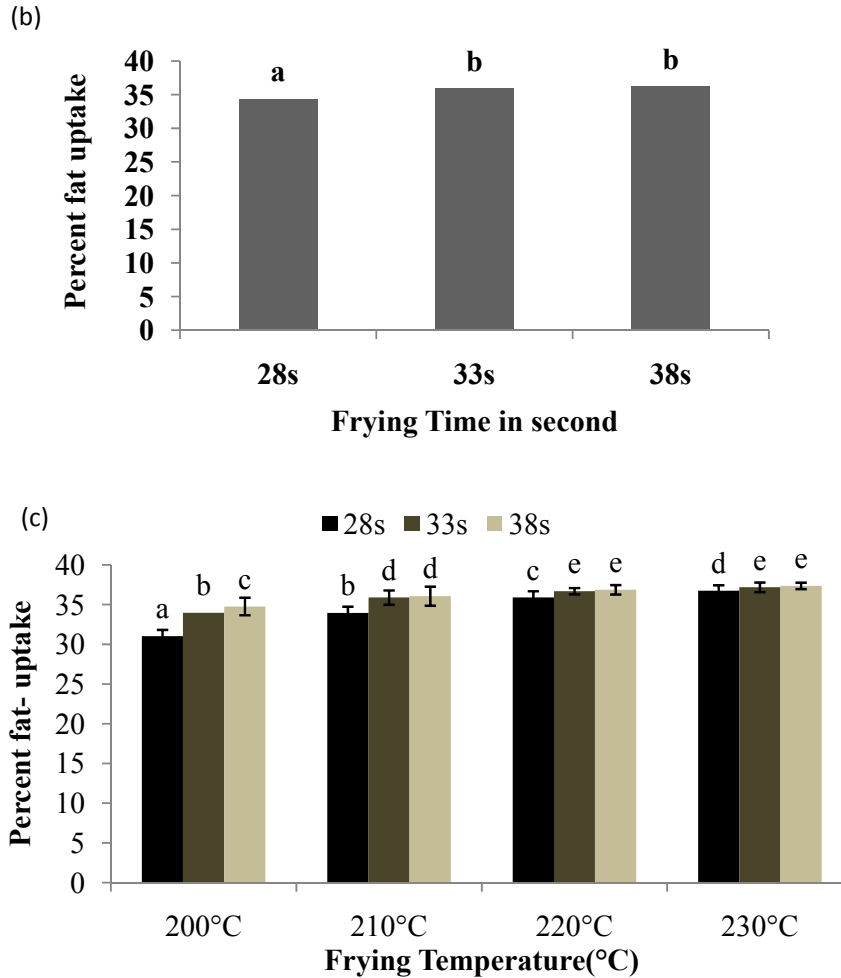 (b)
Percent fat uptake
40
35
30
25
20
15
10
5
0
a b b
28s 33s 38s
Frying Time in second
(c)
28s 33s 38s
Percent fat- uptake
40
35
30
25
20
15
10
5
0
a b c b d d c e e d e e
200°C 210°C 220°C 230°C
Frying Temperature(°C)